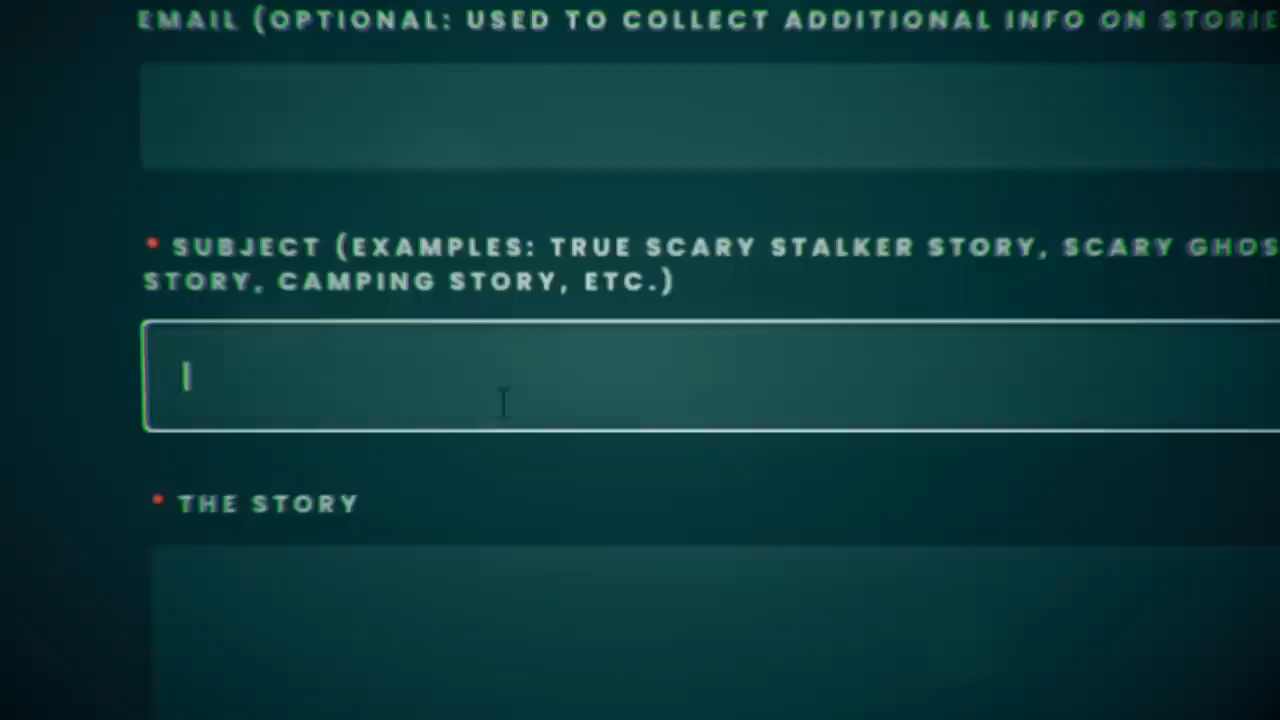 EMAIL (OPTIONAL: USED TO COLLECT ADDITIONAL INFO ON
* SUBJECT (EXAMPLES: TRUE SCARY STALKER STORY, SCARY
STORY, CAMPING STORY, ETC.)
* THE STORY